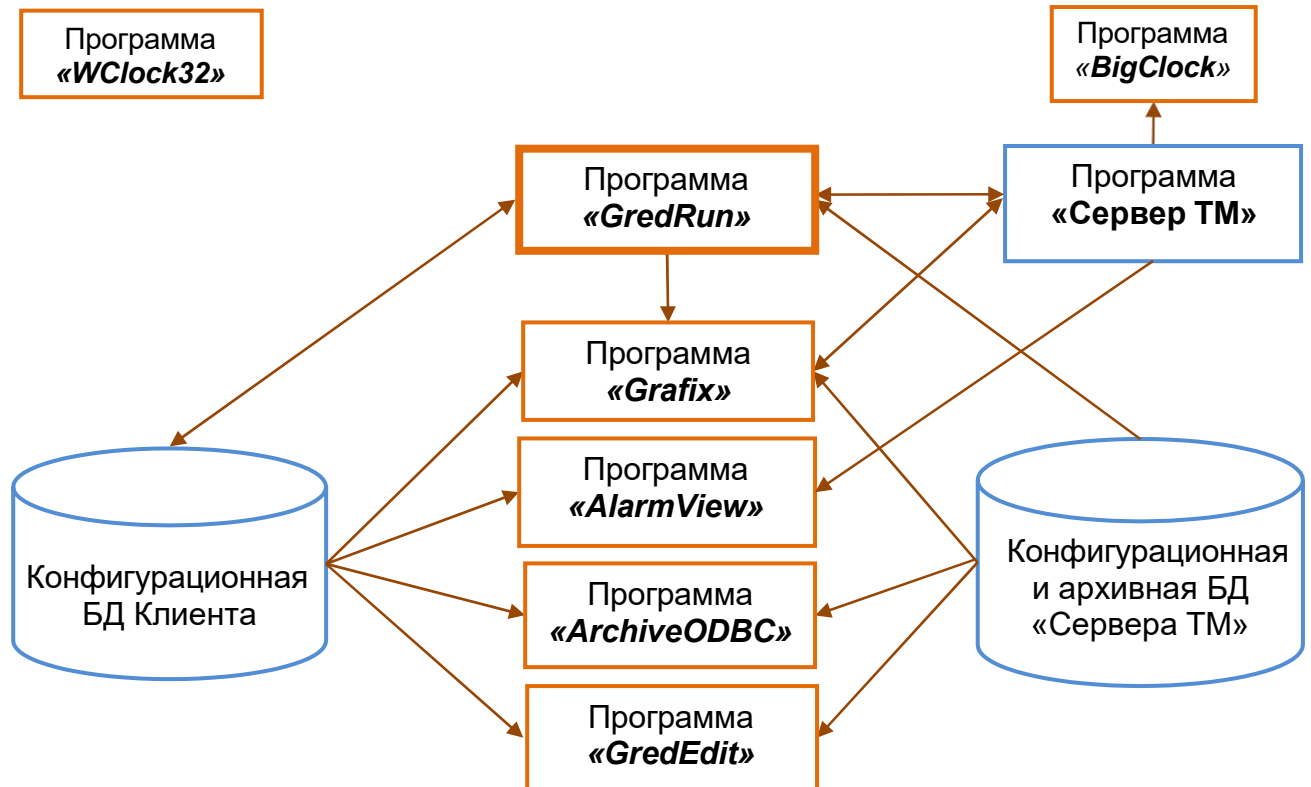 Программа
«WClock32»
Программа
«BigClock»
Программа
«GredRun»
Программа
«Сервер ТМ»
Программа
«Grafix»
Программа
«AlarmView»
Конфигурационная
БД Клиента
Конфигурационная
и архивная БД
«Сервера ТМ»
Программа
«ArchiveODBC»
Программа
«GredEdit»